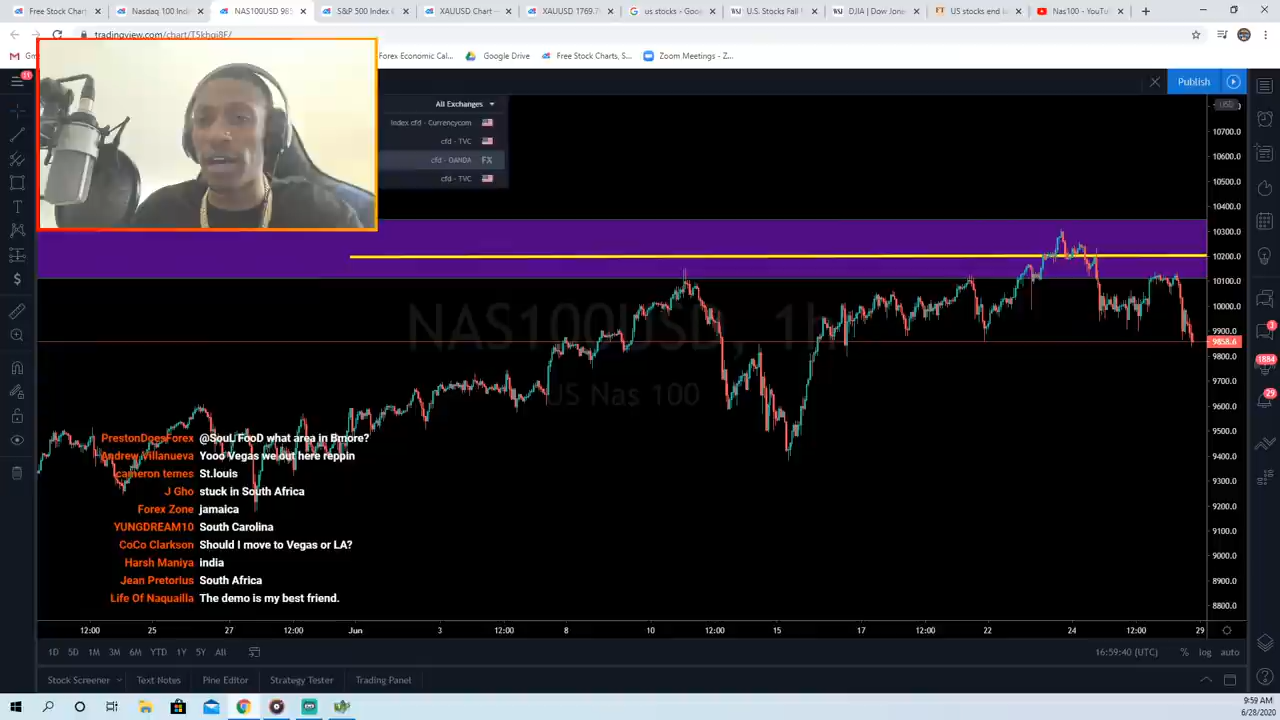 Free Stock Chart
Nasdaq 100 Ind
NAS100USD 985
S&P 500 Index C
XAUUSD Chart —
XAUUSD 1769.7
us stocks - Goo
U.S. Stocks Fall
DJIA | Dow Jone
US stocks end l
Nas100 - YouTu
tradingview.com/chart/T5khqi8F/
Forex Economic Cal...
Google Drive
Free Stock Charts, S...
Zoom Meetings - Z...
11
Publish
USD
All Exchanges
index cfd - Currencycom
cfd - TVC
cfd - OANDA FX
cfd - TVC
10700.0
10600.0
10500.0
10400.0
10300.0
10200.0
10100.0
10000.0
9900.0
9858.6
9800.0
9700.0
9600.0
9500.0
9400.0
9300.0
9200.0
9100.0
9000.0
8900.0
8800.0
3
1884
29
NAS100USD, 1h
US Nas 100
PrestonDoesForex @SouL FooD what area in Bmore?
Andrew Villanueva Yooo Vegas we out here reppin
cameron temes St.louis
J Gho stuck in South Africa
Forex Zone jamaica
YUNGDREAM10 South Carolina
CoCo Clarkson Should I move to Vegas or LA?
Harsh Maniya india
Jean Pretorius South Africa
Life Of Naquailla The demo is my best friend.
12:00 25 27 12:00 Jun 3 12:00 8 10 12:00 15 17 12:00 22 24 12:00 29
1D 5D 1M 3M 6M YTD 1Y 5Y All
16:59:40 (UTC) % log auto
Stock Screener Text Notes Pine Editor Strategy Tester Trading Panel
9:59 AM
6/28/2020